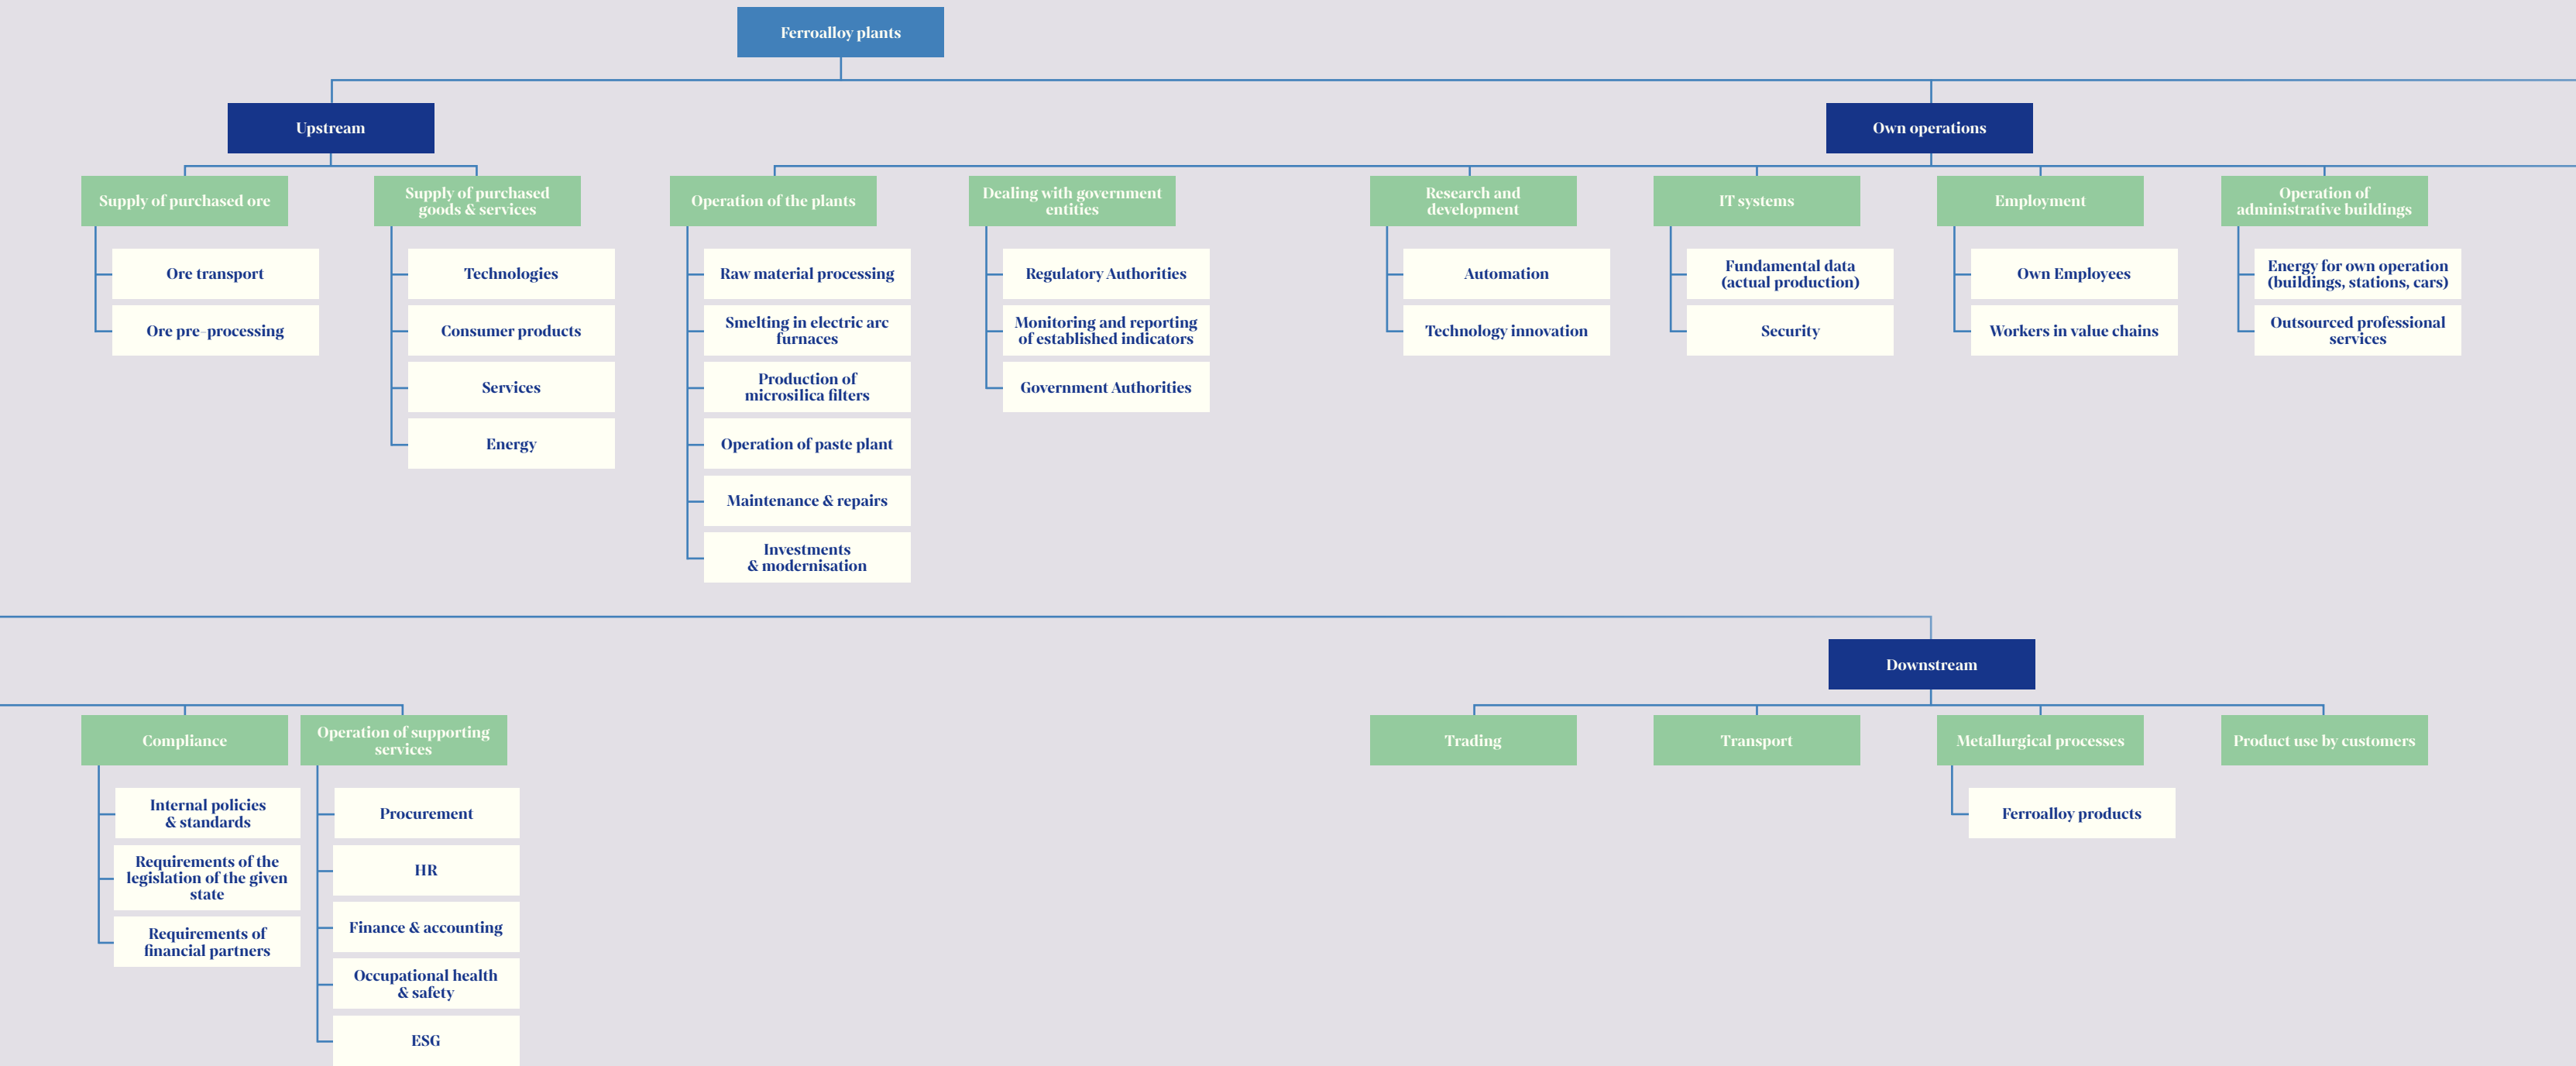 Ferroalloy plants
Upstream
Own operations
Supply of purchased ore
Ore transport
Ore pre-processing
Supply of purchased
goods & services
Technologies
Consumer products
Services
Energy
Operation of the plants
Raw material processing
Smelting in electric arc
furnaces
Production of
microsilica filters
Operation of paste plant
Maintenance & repairs
Investments
& modernisation
Dealing with government
entities
Regulatory Authorities
Monitoring and reporting
of established indicators
Government Authorities
Research and
development
Automation
Technology innovation
IT systems
Fundamental data
(actual production)
Security
Employment
Own Employees
Workers in value chains
Operation of
administrative buildings
Energy for own operation
(buildings, stations, cars)
Outsourced professional
services
Downstream
Compliance
Internal policies
& standards
Requirements of the
legislation of the given
state
Requirements of
financial partners
Operation of supporting
services
Procurement
HR
Finance & accounting
Occupational health
& safety
ESG
Trading
Transport
Metallurgical processes
Ferroalloy products
Product use by customers